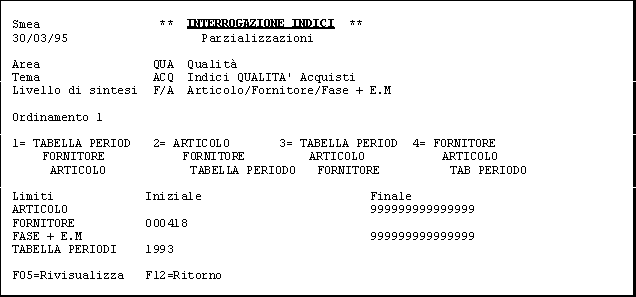 Smea ** INTERROGAZIONE INDICI **
30/03/95 Parzializzazioni
Area QUA Qualità
Tema ACQ Indici QUALITA' Acquisti
Livello di sintesi F/A Articolo/Fornitore/Fase + E.M
Ordinamento 1
1= TABELLA PERIOD 2= ARTICOLO 3= TABELLA PERIOD 4= FORNITORE
FORNITORE FORNITORE ARTICOLO ARTICOLO
ARTICOLO TABELLA PERIODO FORNITORE TAB PERIODO
Limiti Iniziale Finale
ARTICOLO 999999999999999
FORNITORE 000418
FASE + E.M 999999999999999
TABELLA PERIODI 1993
F05=Rivisualizza F12=Ritorno